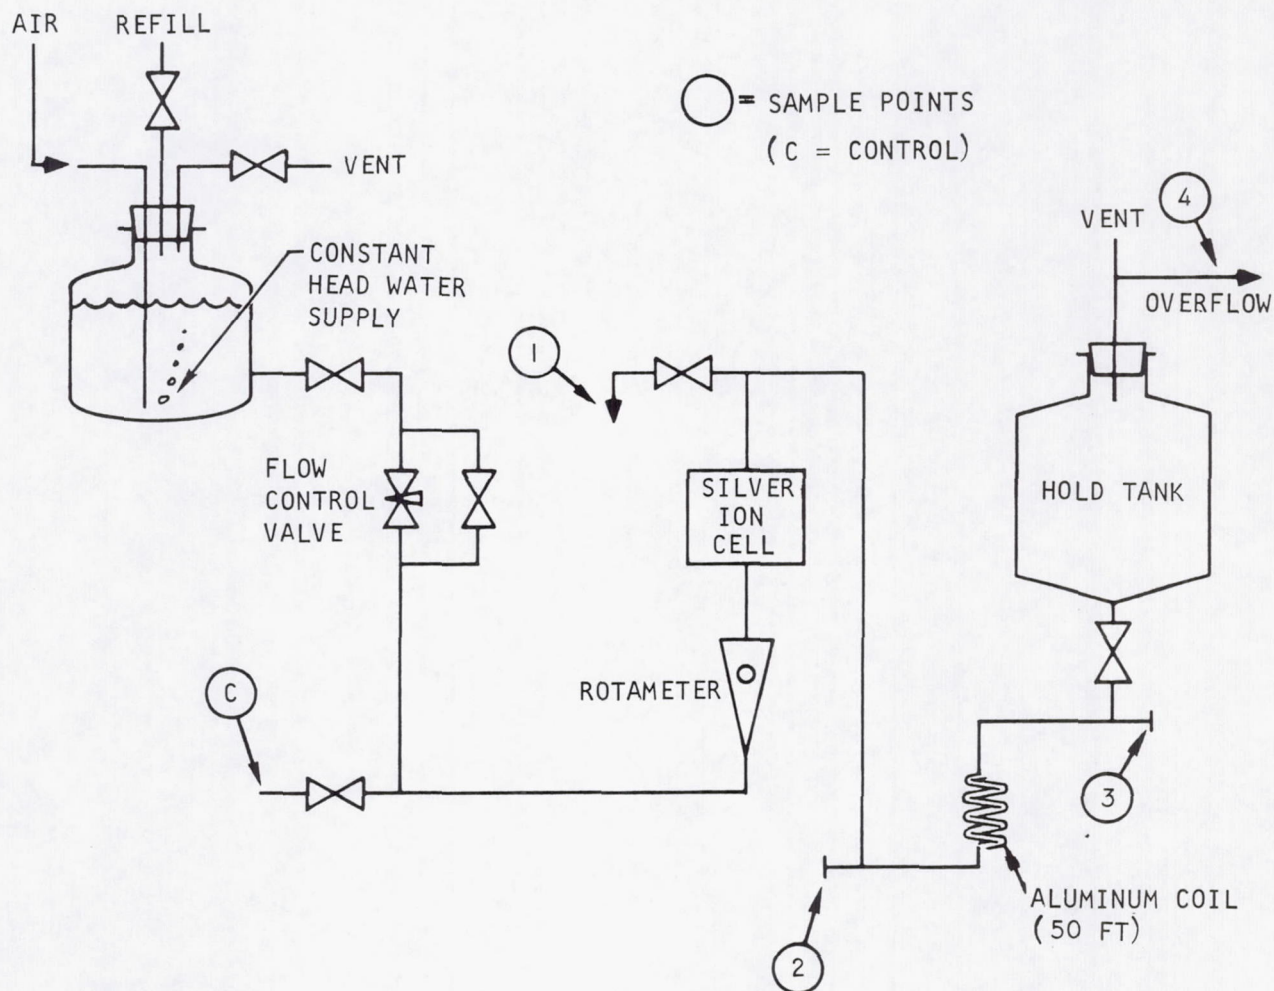 AIR
REFILL
= SAMPLE POINTS
(C = CONTROL)
VENT
VENT
4
CONSTANT
HEAD WATER
SUPPLY
OVERFLOW
1
FLOW
CONTROL
VALVE
SILVER
ION
CELL
HOLD TANK
C
ROTAMETER
3
ALUMINUM COIL
(50 FT)
2